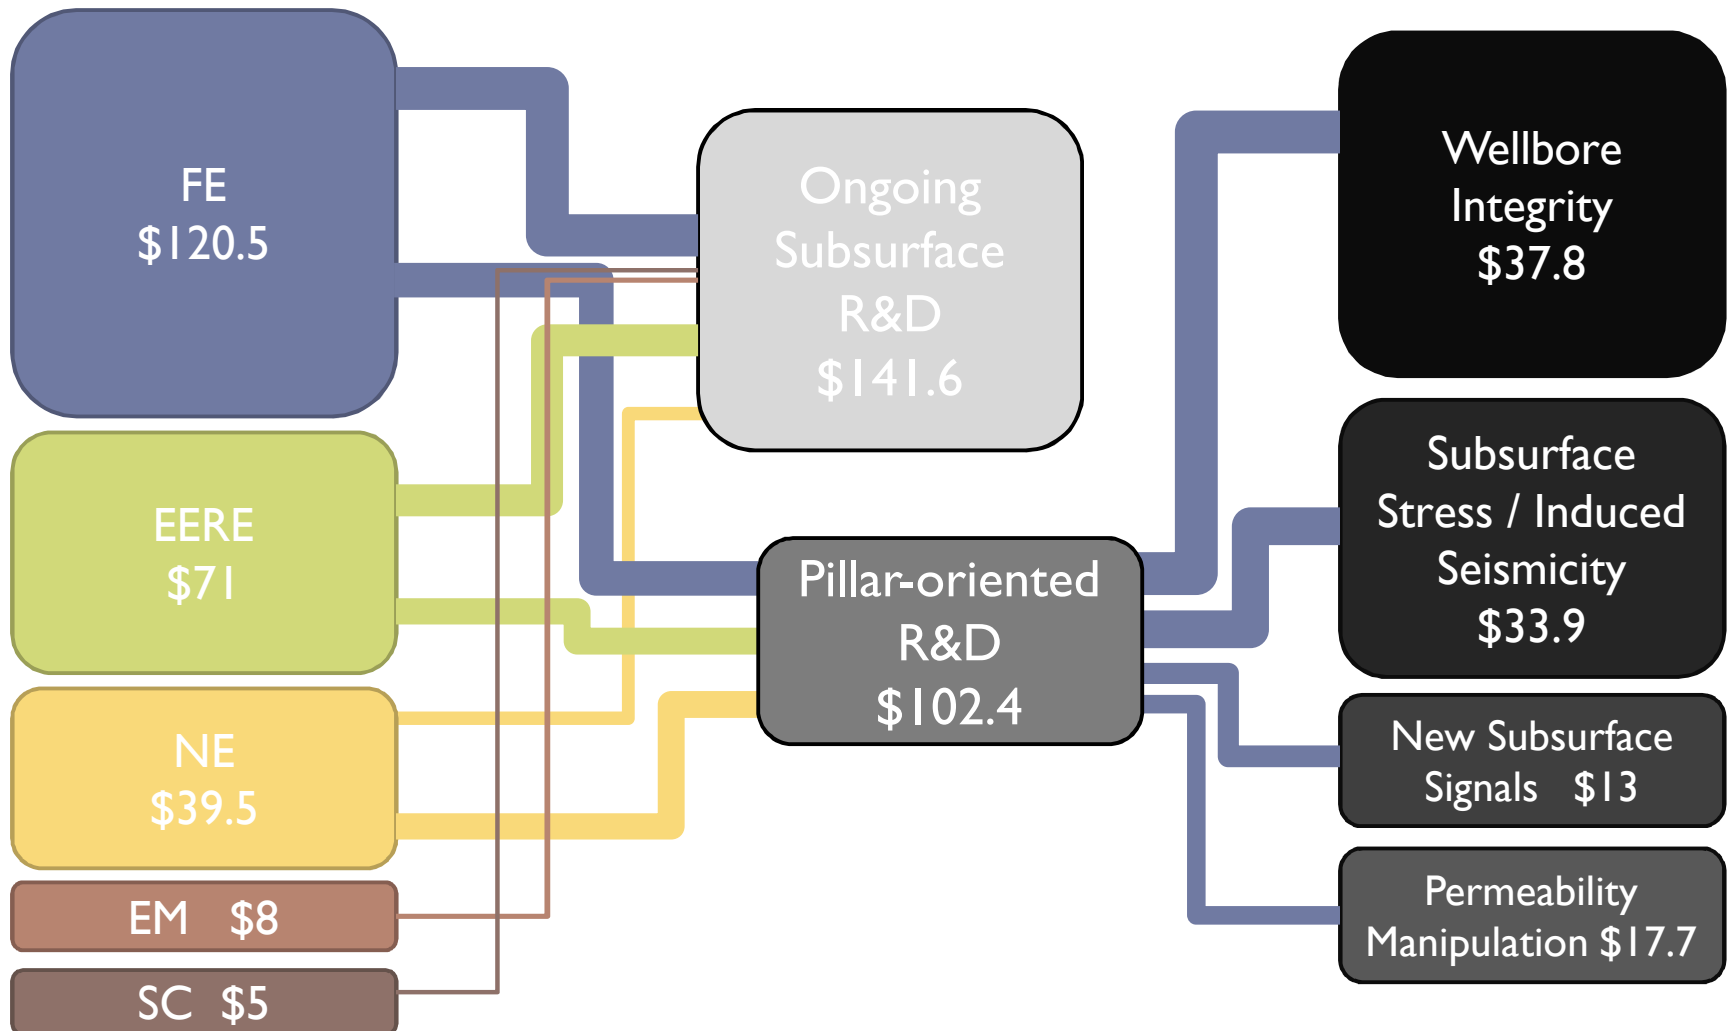 FE
$120.5
EERE
$71
NE
$39.5
EM $8
SC $5
Ongoing
Subsurface
R&D
$141.6
Pillar-oriented
R&D
$102.4
Wellbore
Integrity
$37.8
Subsurface
Stress / Induced
Seismicity
$33.9
New Subsurface
Signals $13
Permeability
Manipulation $17.7